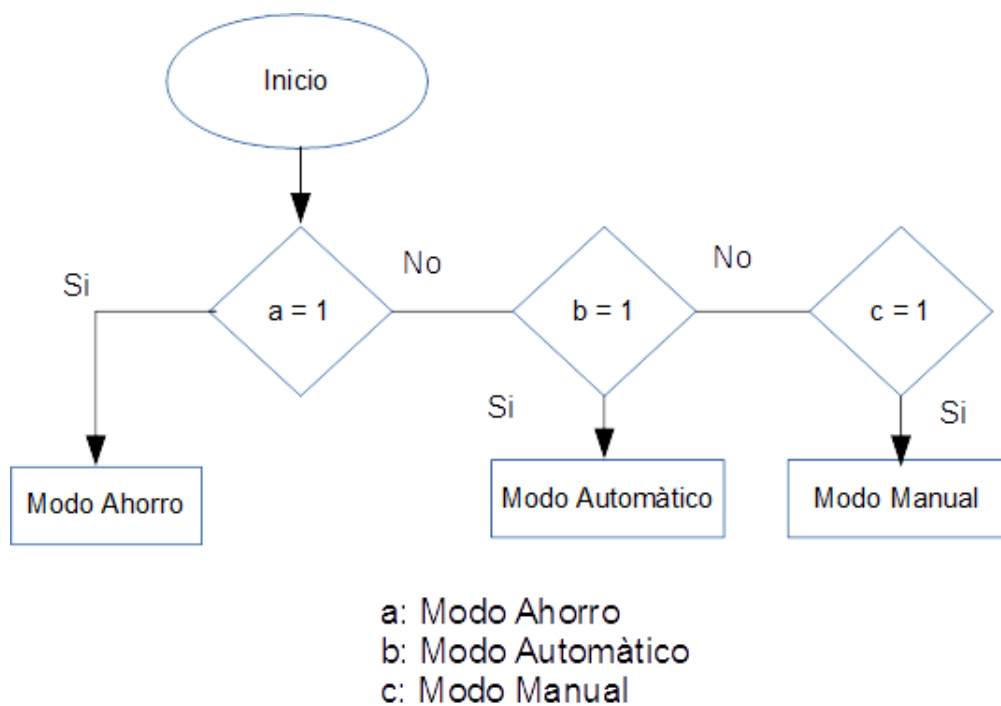 Inicio
Si
a = 1
No
b = 1
No
c = 1
Si
Si
Modo Ahorro
Modo Automàtico
Modo Manual
a: Modo Ahorro
b: Modo Automàtico
c: Modo Manual